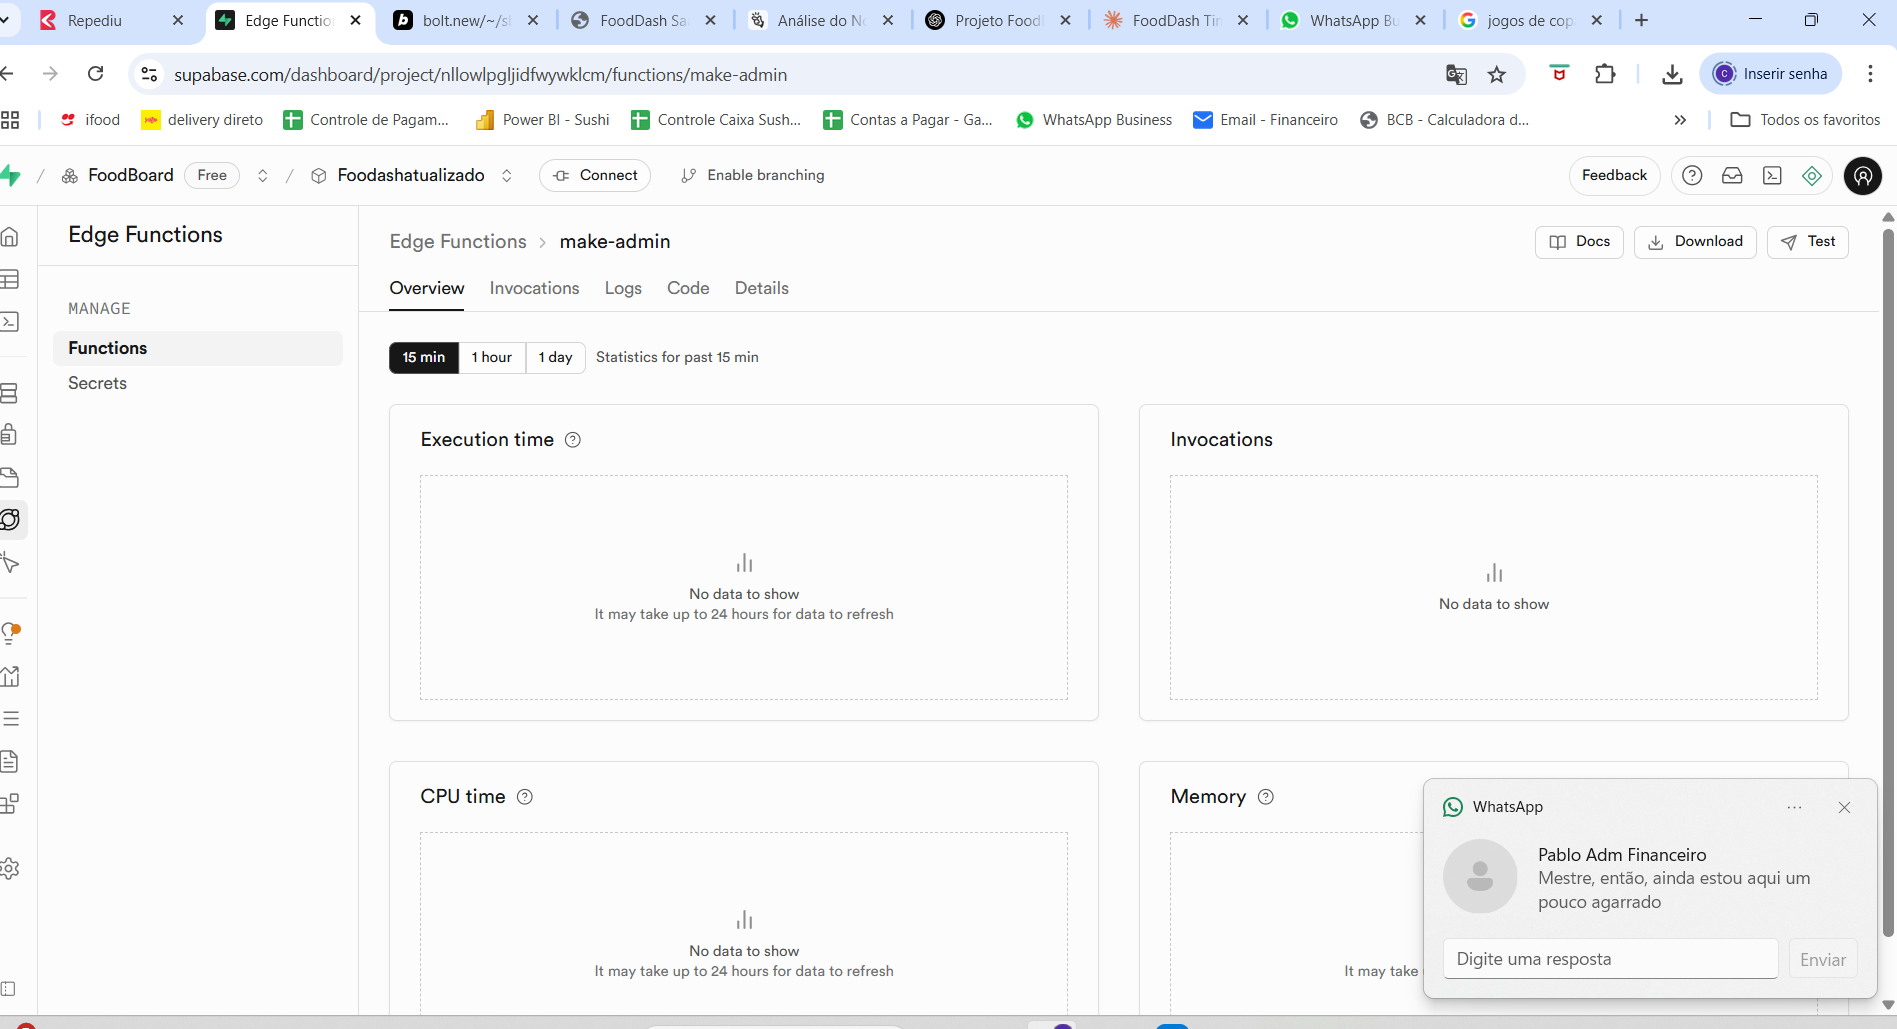 Repediu
Edge Functio
bolt.new/~/sl
FoodDash Sa
Análise do N
Projeto Food
FoodDash Tir
WhatsApp Bu
jogos de cop
supabase.com/dashboard/project/nllowlpgljidfwywklcm/functions/make-admin
Inserir senha
ifood
delivery direto
Controle de Pagam...
Power BI - Sushi
Controle Caixa Sush...
Contas a Pagar - Ga...
WhatsApp Business
Email - Financeiro
BCB - Calculadora d...
Todos os favoritos
FoodBoard
Free
Foodashatualizado
Connect
Enable branching
Feedback
Edge Functions
MANAGE
Functions
Secrets
Edge Functions > make-admin
Docs
Download
Test
Overview
Invocations
Logs
Code
Details
15 min
1 hour
1 day
Statistics for past 15 min
Execution time
No data to show
It may take up to 24 hours for data to refresh
Invocations
No data to show
CPU time
No data to show
It may take up to 24 hours for data to refresh
Memory
It may take
WhatsApp
Pablo Adm Financeiro
Mestre, então, ainda estou aqui um
pouco agarrado
Digite uma resposta
Enviar